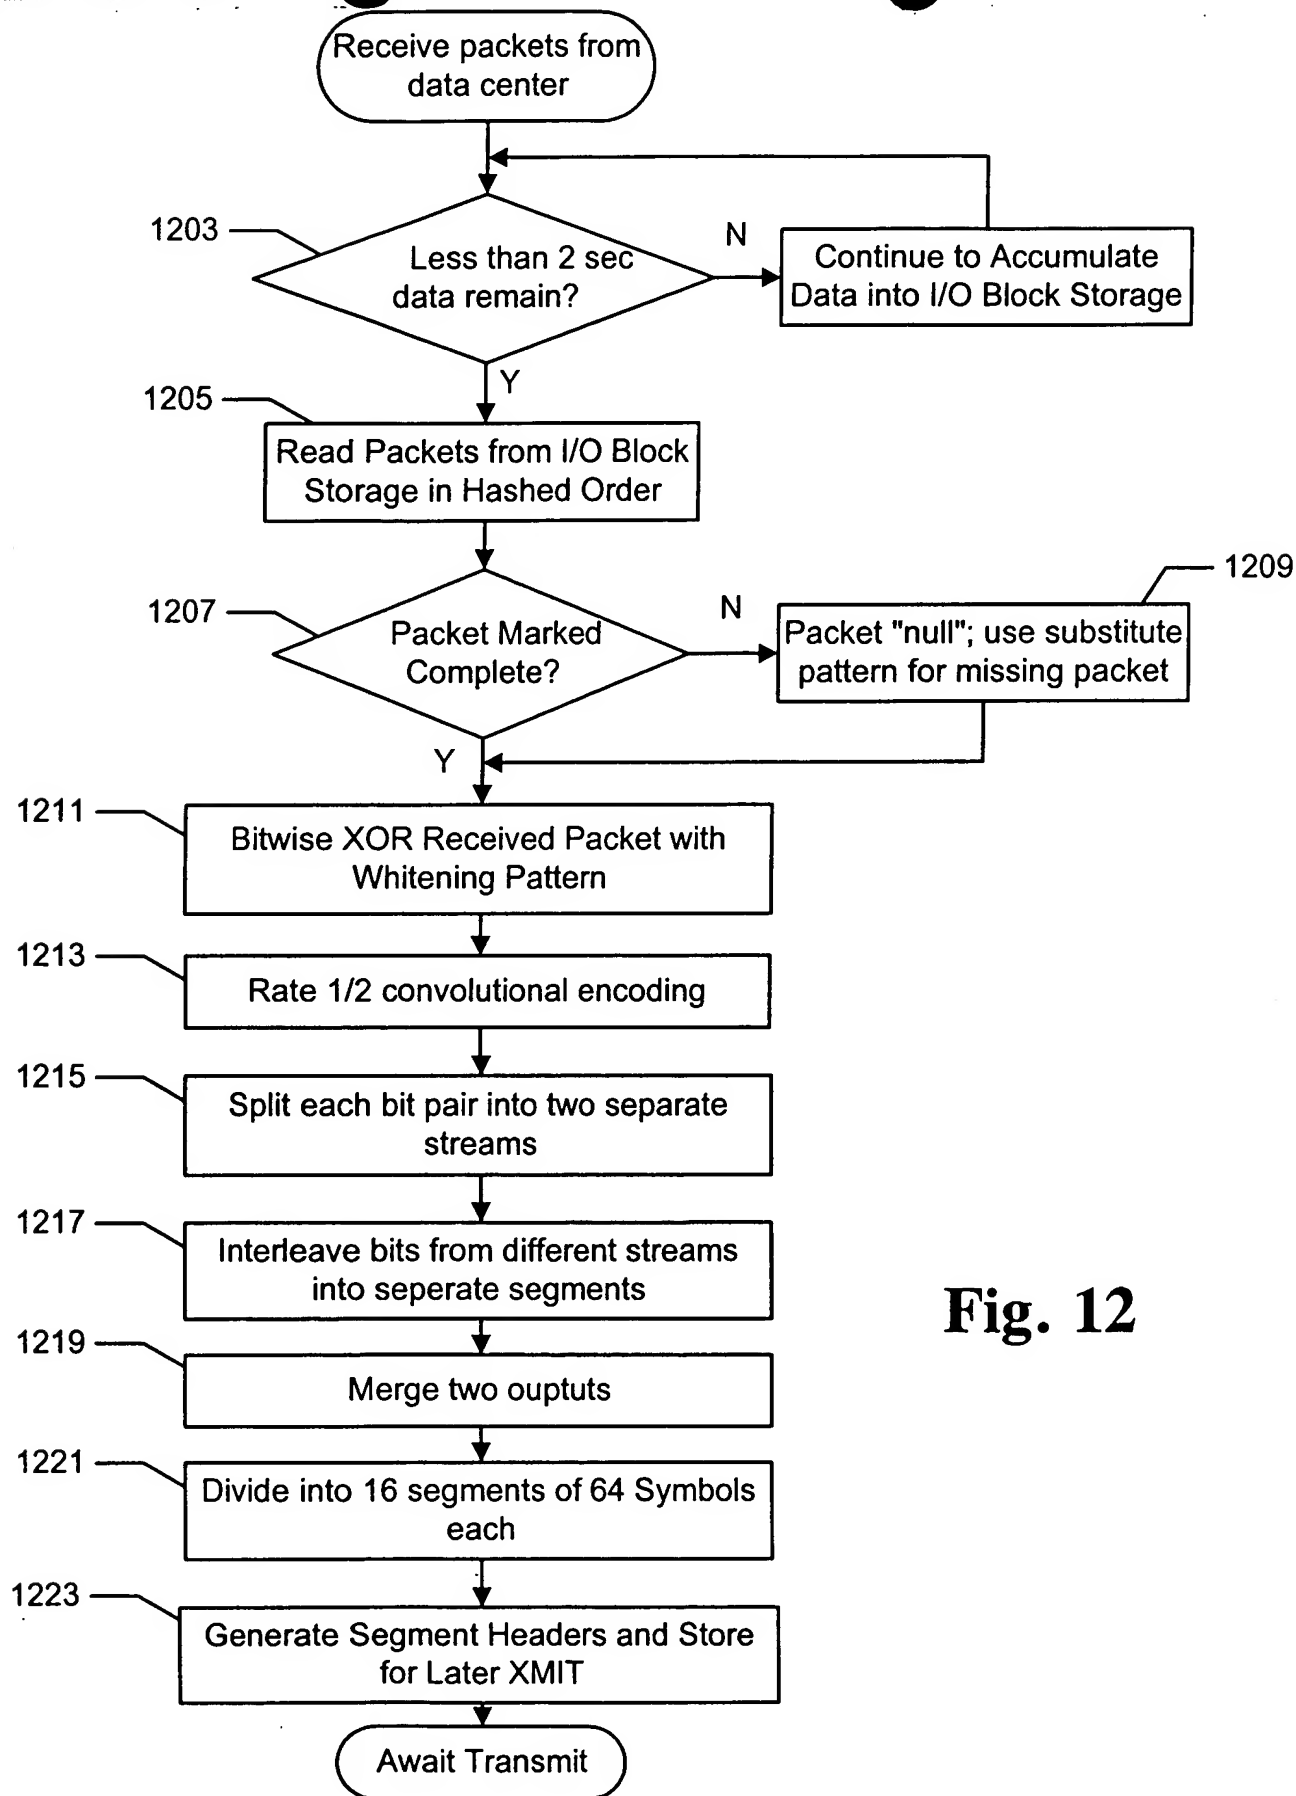 Receive packets from
data center
1203
Less than 2 sec
data remain?
N
Continue to Accumulate
Data into I/O Block Storage
Y
1205
Read Packets from I/O Block
Storage in Hashed Order
1207
Packet Marked
Complete?
N
1209
Packet "null"; use substitute
pattern for missing packet
Y
1211
Bitwise XOR Received Packet with
Whitening Pattern
1213
Rate 1/2 convolutional encoding
1215
Split each bit pair into two separate
streams
1217
Interleave bits from different streams
into seperate segments
Fig. 12
1219
Merge two ouptuts
1221
Divide into 16 segments of 64 Symbols
each
1223
Generate Segment Headers and Store
for Later XMIT
Await Transmit